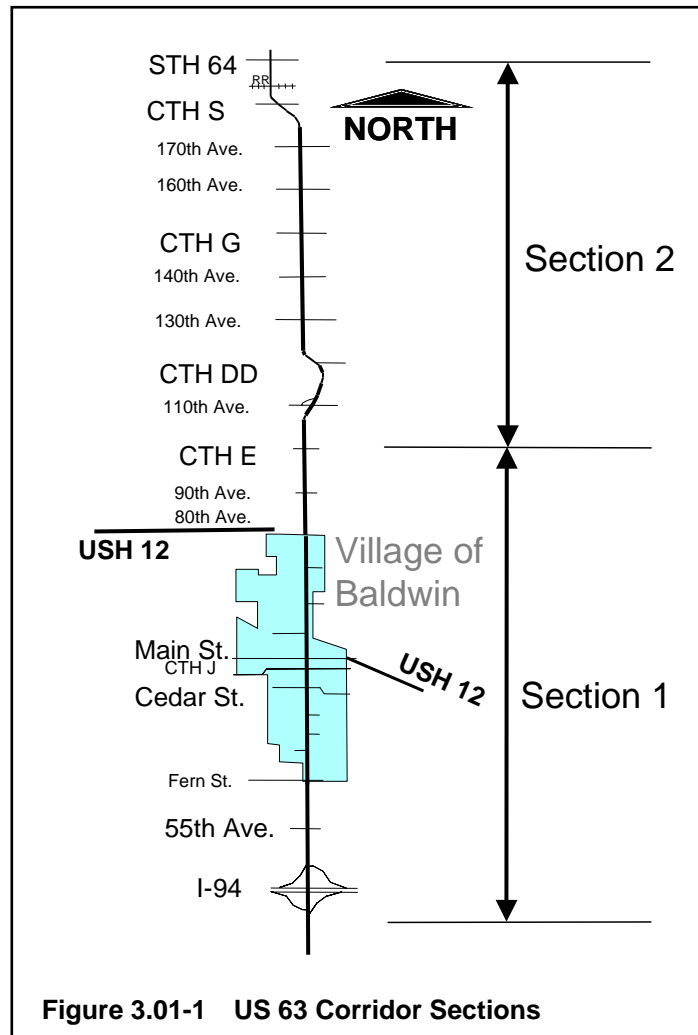 STH 64
RR
CTH S
NORTH
170th Ave.
160th Ave.
CTH G
Section 2
140th Ave.
130th Ave.
CTH DD
110th Ave.
CTH E
90th Ave.
80th Ave.
USH 12
Village of
Baldwin
Main St.
CTH J
USH 12
Cedar St.
Section 1
Fern St.
55th Ave.
I-94
Figure 3.01-1 US 63 Corridor Sections